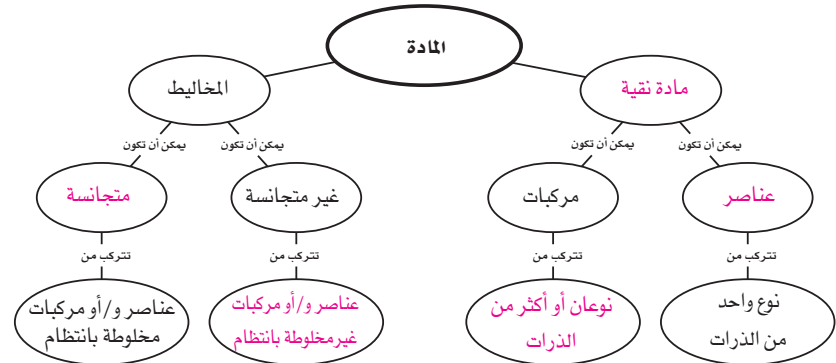 المادة
مادة نقية
المخاليط
يمكن أن تكون
يمكن أن تكون
يمكن أن تكون
يمكن أن تكون
عناصر
مركبات
غير متجانسة
متجانسة
تتركب من
تتركب من
تتركب من
تتركب من
نوع واحد
من الذرات
نوعان أو أكثر من
الذرات
عناصر و/أو مركبات
غير مخلوطة بانتظام
عناصر و/أو مركبات
مخلوطة بانتظام